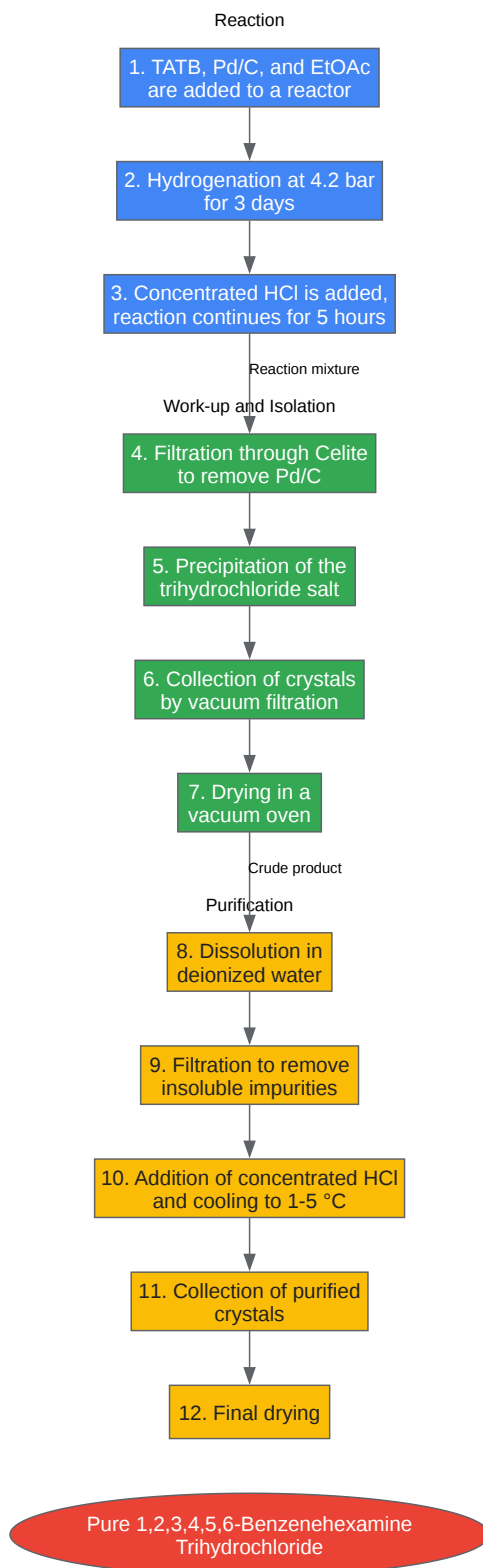 Reaction
1. TATB, Pd/C, and EtOAc
are added to a reactor
2. Hydrogenation at 4.2 bar
for 3 days
3. Concentrated HCl is added,
reaction continues for 5 hours
Reaction mixture
Work-up and Isolation
4. Filtration through Celite
to remove Pd/C
5. Precipitation of the
trihydrochloride salt
6. Collection of crystals
by vacuum filtration
7. Drying in a
vacuum oven
Crude product
Purification
8. Dissolution in
deionized water
9. Filtration to remove
insoluble impurities
10. Addition of concentrated HCl
and cooling to 1-5 °C
11. Collection of purified
crystals
12. Final drying
Pure 1,2,3,4,5,6-Benzenehexamine
Trihydrochloride